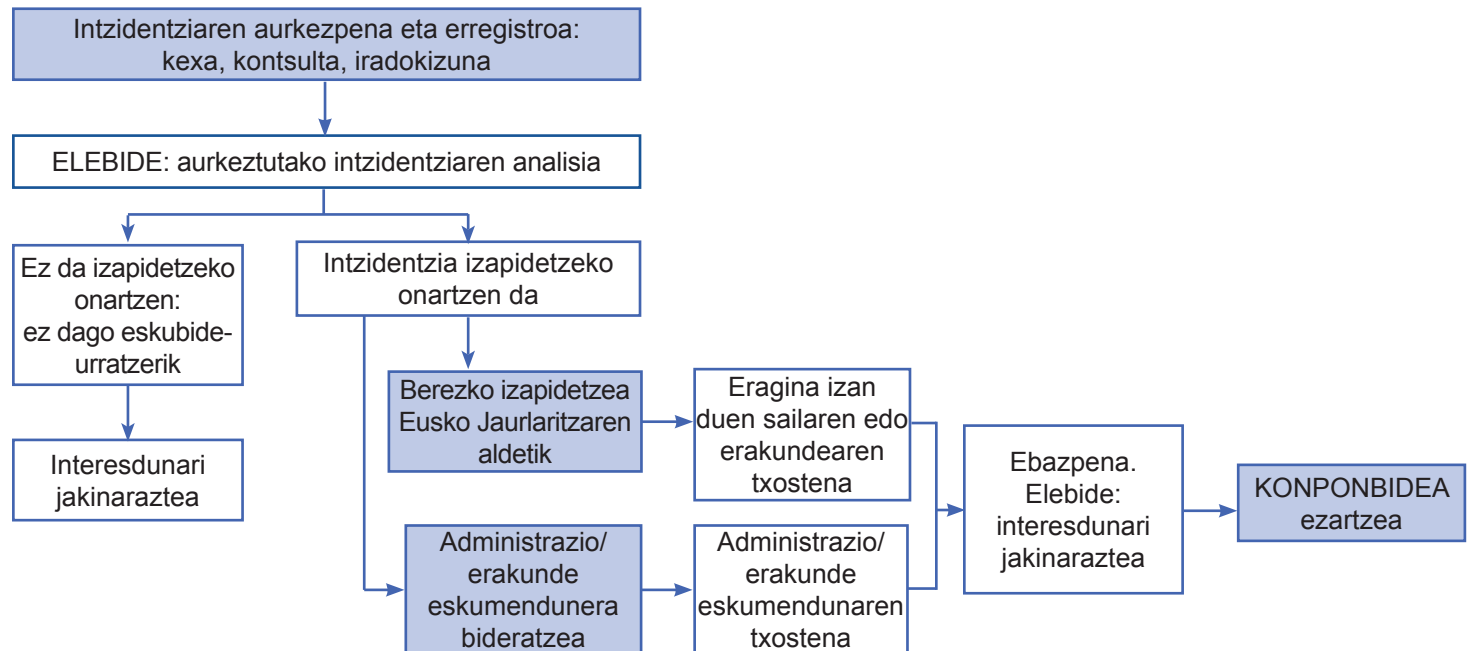 Intzidentziaren aurkezpena eta erregistroa:
kexa, kontsulta, iradokizuna
ELEBIDE: aurkeztutako intzidentziaren analisia
Ez da izapidetzeko
onartzen:
ez dago eskubide-
urratzerik
Interesdunari
jakinaraztea
Intzidentzia izapidetzeko
onartzen da
Berezko izapidetzea
Eusko Jaurlaritzaren
aldetik
Eragina izan
duen sailaren edo
erakundearen
txostena
Administrazio/
erakunde
eskumendunera
bideratzea
Administrazio/
erakunde
eskumendunaren
txostena
Ebazpena.
Elebide:
interesdunari
jakinaraztea
KONPONBIDEA
ezartzea